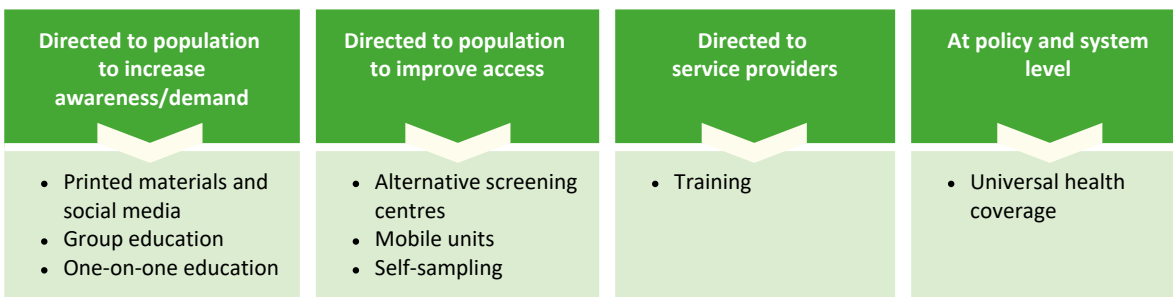 Directed to population
to increase
awareness/demand
Directed to population
to improve access
Directed to
service providers
At policy and system
level
• Printed materials and
social media
• Group education
• One-on-one education
• Alternative screening
centres
• Mobile units
• Self-sampling
• Training
• Universal health
coverage